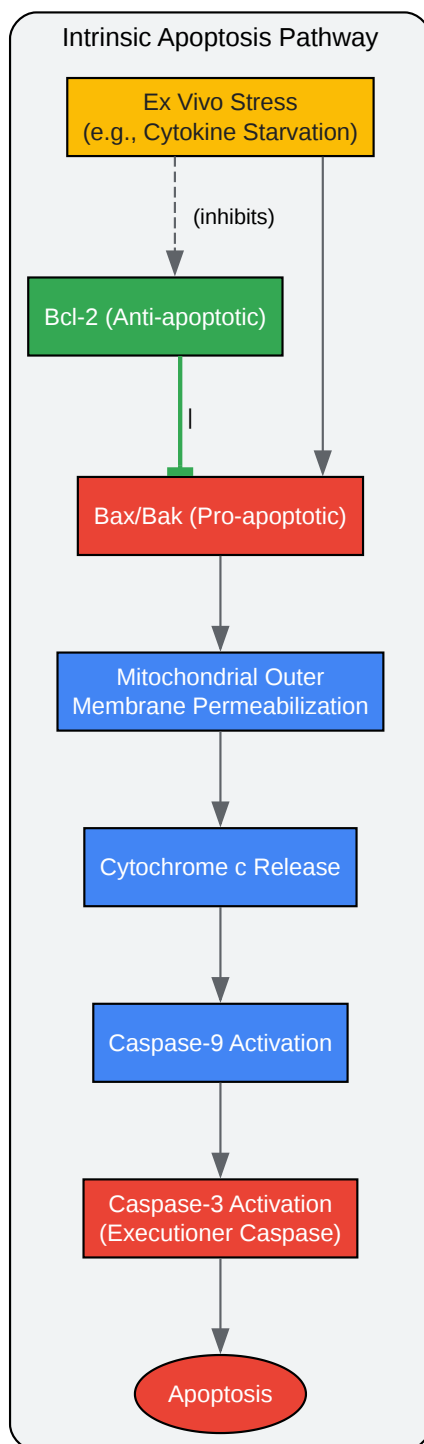 Intrinsic Apoptosis Pathway
Ex Vivo Stress
(e.g., Cytokine Starvation)
(inhibits)
Bcl-2 (Anti-apoptotic)
|
Bax/Bak (Pro-apoptotic)
Mitochondrial Outer
Membrane Permeabilization
Cytochrome c Release
Caspase-9 Activation
Caspase-3 Activation
(Executioner Caspase)
Apoptosis